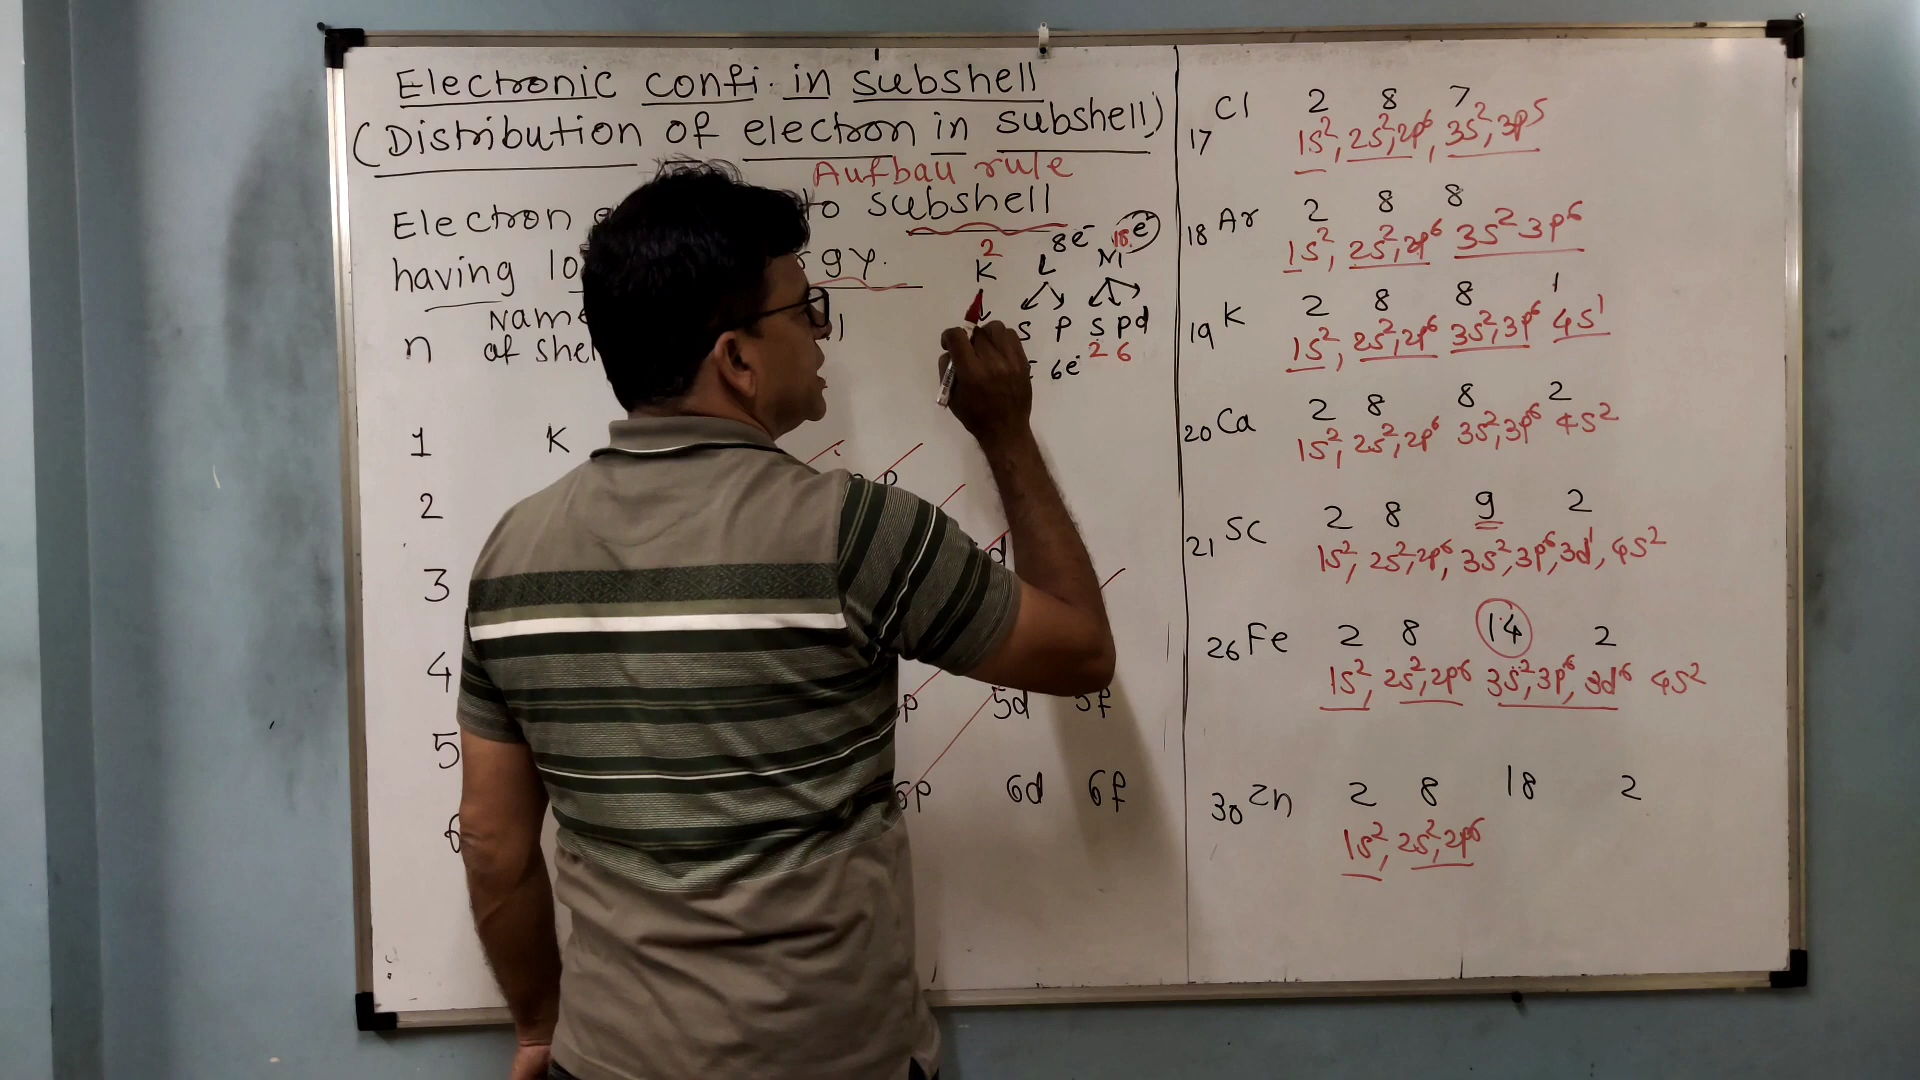 Electronic confi. in subshell
(Distribution of electron in subshell)
Aufbau rule
Electron to subshell
having gy.
2 8e⁻ 18 e⁻
K L M
n Name
of shel
s p s p d
6e⁻ 2 6
1 K
2 p
3 d
4
5 p 5d 5f
6 6p 6d 6f
17 Cl 2 8 7
1s², 2s², 2p⁶, 3s², 3p5
18 Ar 2 8 8
1s², 2s², 2p⁶ 3s² 3p⁶
19 K 2 8 8 1
1s², 2s², 2p⁶ 3s², 3p⁶ 4s¹
20 Ca 2 8 8 2
1s², 2s², 2p⁶ 3s², 3p⁶ 4s²
21 Sc 2 8 9 2
1s², 2s², 2p⁶, 3s², 3p⁶, 3d¹, 4s²
26 Fe 2 8 14 2
1s², 2s², 2p⁶ 3s², 3p⁶, 3d⁶ 4s²
30 Zn 2 8 18 2
1s², 2s², 2p⁶